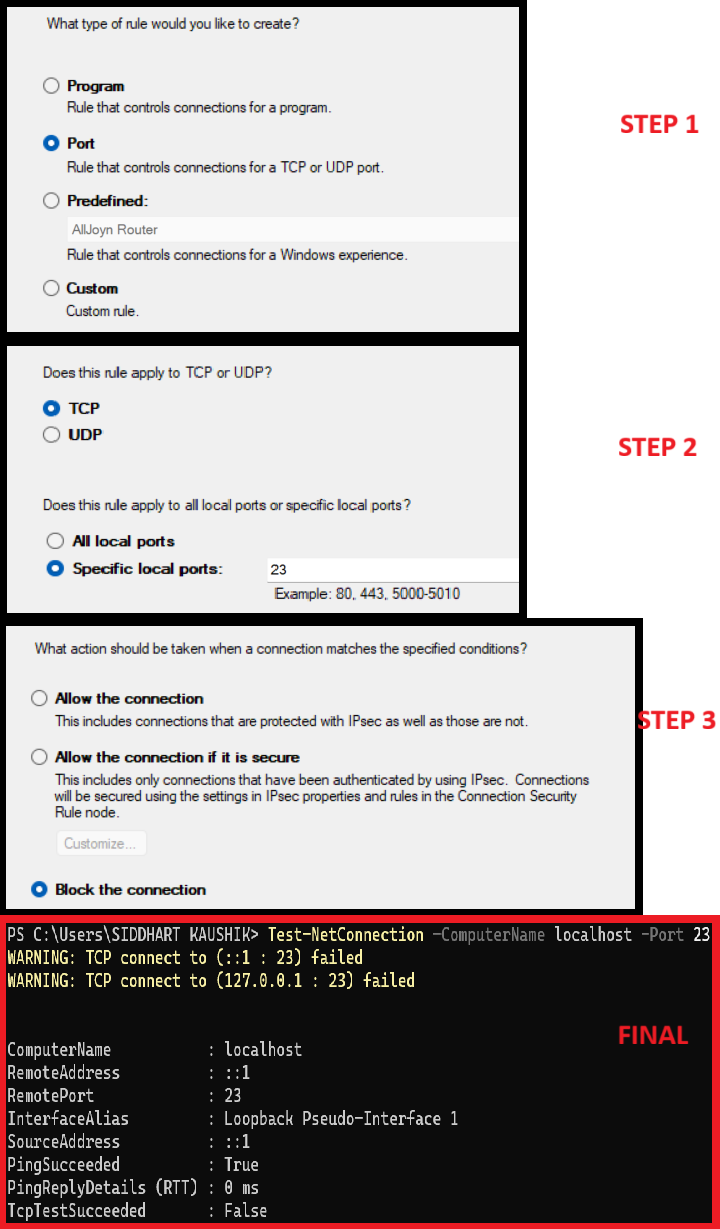 What type of rule would you like to create?
Program
Rule that controls connections for a program.
STEP 1
Port
Rule that controls connections for a TCP or UDP port.
Predefined:
AllJoyn Router
Rule that controls connections for a Windows experience.
Custom
Custom rule.
Does this rule apply to TCP or UDP?
TCP
UDP
STEP 2
Does this rule apply to all local ports or specific local ports?
All local ports
Specific local ports: 23
Example: 80, 443, 5000-5010
What action should be taken when a connection matches the specified conditions?
Allow the connection
This includes connections that are protected with IPsec as well as those are not.
STEP 3
Allow the connection if it is secure
This includes only connections that have been authenticated by using IPsec. Connections
will be secured using the settings in IPsec properties and rules in the Connection Security
Rule node.
Customize...
Block the connection
PS C:\Users\SIDDHART KAUSHIK> Test-NetConnection -ComputerName localhost -Port 23
WARNING: TCP connect to (::1 : 23) failed
WARNING: TCP connect to (127.0.0.1 : 23) failed
FINAL
ComputerName : localhost
RemoteAddress : ::1
RemotePort : 23
InterfaceAlias : Loopback Pseudo-Interface 1
SourceAddress : ::1
PingSucceeded : True
PingReplyDetails (RTT) : 0 ms
TcpTestSucceeded : False